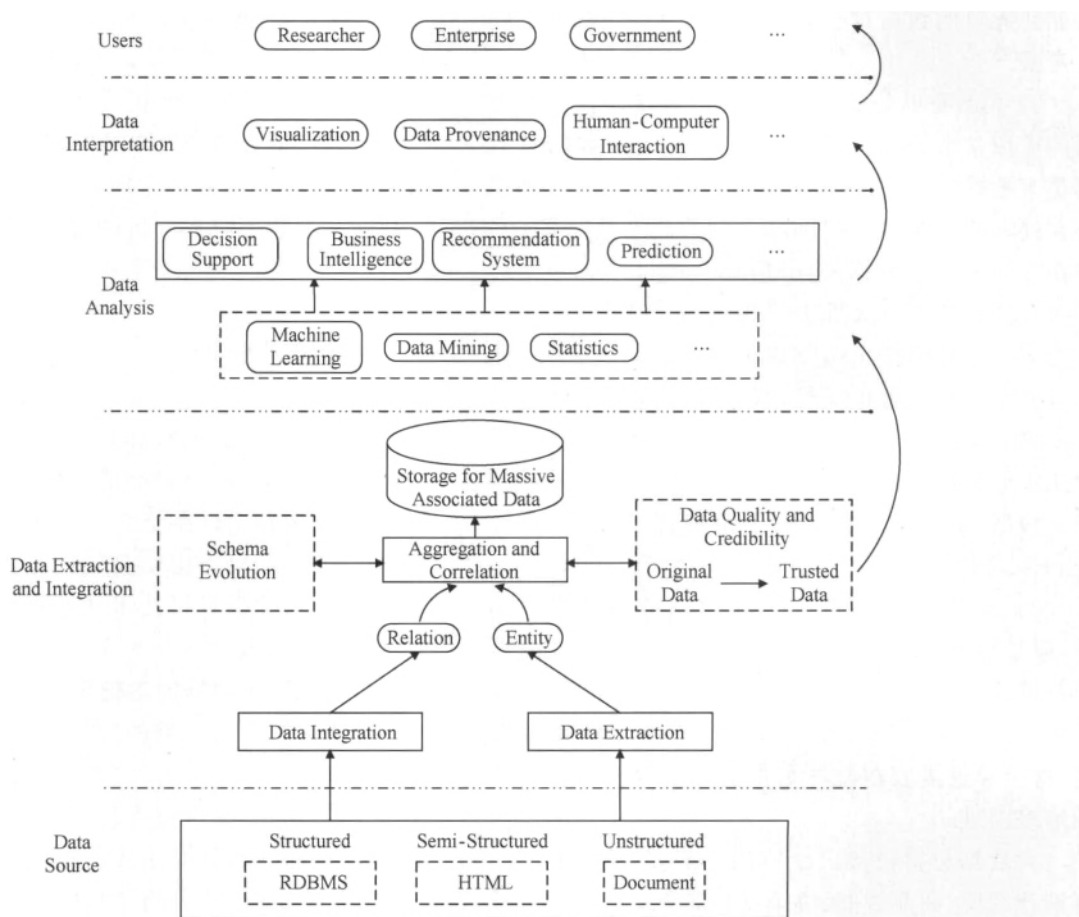 Users
Researcher
Enterprise
Government
...
Data
Interpretation
Visualization
Data Provenance
Human-Computer
Interaction
...
Data
Analysis
Decision
Support
Business
Intelligence
Recommendation
System
Prediction
...
Machine
Learning
Data Mining
Statistics
...
Data Extraction
and Integration
Storage for Massive
Associated Data
Schema
Evolution
Aggregation and
Correlation
Data Quality and
Credibility
Original
Data
Trusted
Data
Relation
Entity
Data Integration
Data Extraction
Data
Source
Structured
Semi-Structured
Unstructured
RDBMS
HTML
Document